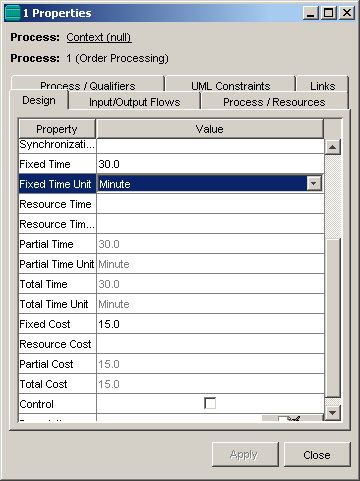 1 Properties
Process: Context (null)
Process: 1 (Order Processing)
Process / Qualifiers UML Constraints Links
Design Input/Output Flows Process / Resources
Property Value
Synchronizati...
Fixed Time 30.0
Fixed Time Unit Minute
Resource Time
Resource Tim...
Partial Time 30.0
Partial Time Unit Minute
Total Time 30.0
Total Time Unit Minute
Fixed Cost 15.0
Resource Cost
Partial Cost 15.0
Total Cost 15.0
Control
Apply Close